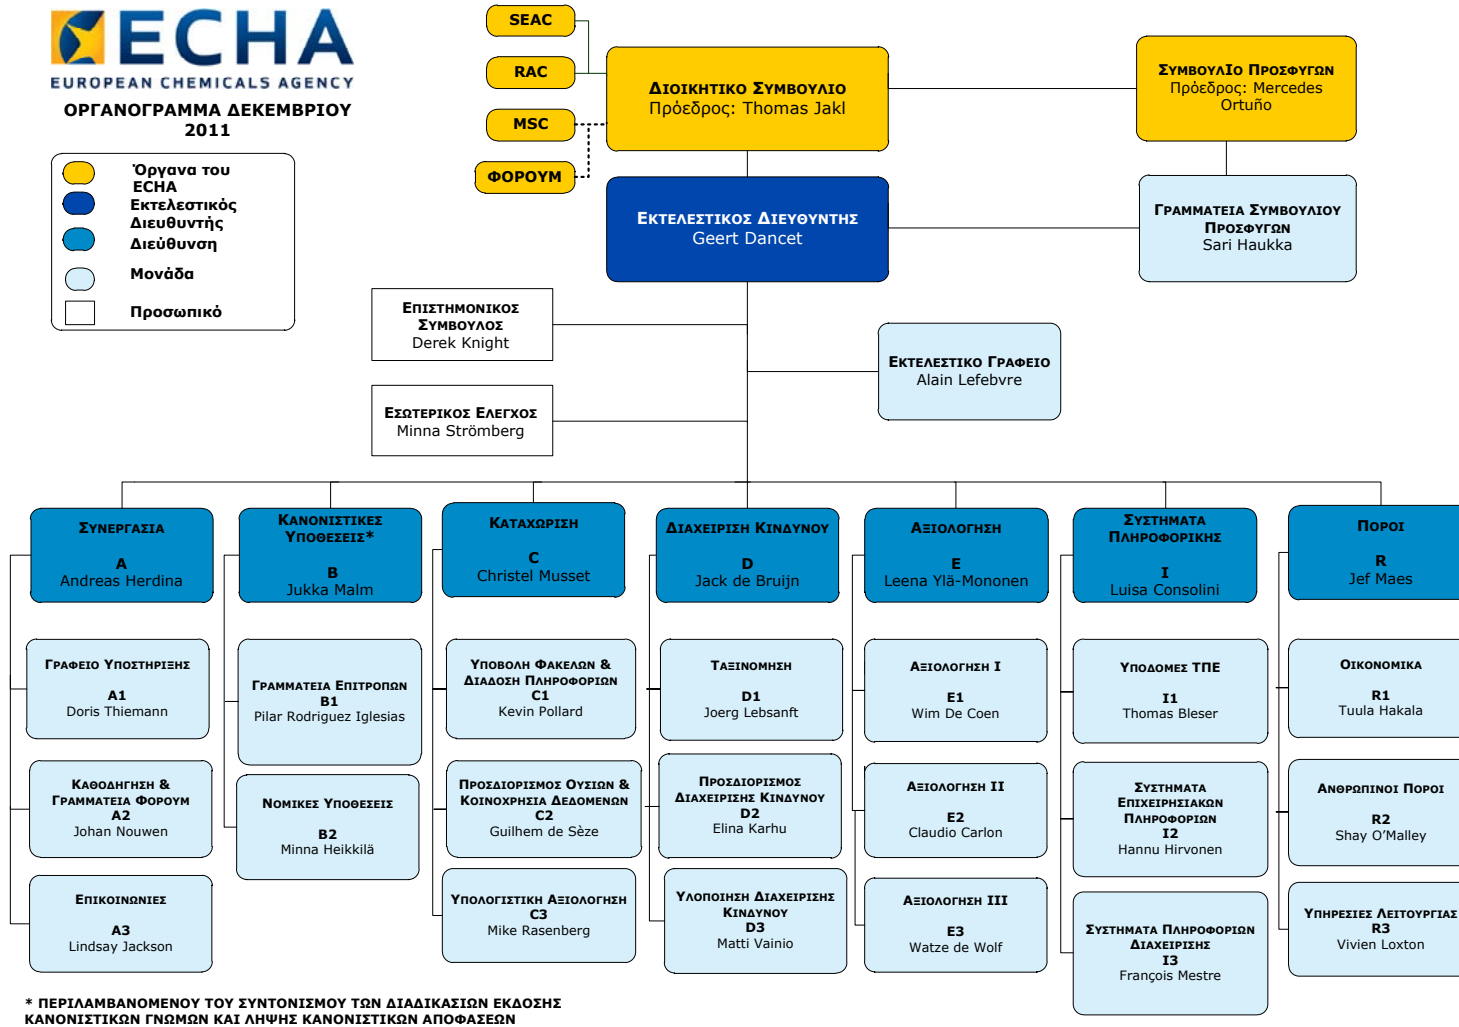 ECHA
EUROPEAN CHEMICALS AGENCY
ΟΡΓΑΝΟΓΡΑΜΜΑ ΔΕΚΕΜΒΡΙΟΥ
2011
Όργανα του
ECHA
Εκτελεστικός
Διευθυντής
Διεύθυνση
Μονάδα
Προσωπικό
SEAC
RAC
MSC
ΦΟΡΟΥΜ
ΔΙΟΙΚΗΤΙΚΟ ΣΥΜΒΟΥΛΙΟ
Πρόεδρος: Thomas Jakl
ΣΥΜΒΟΥΛΙΟ ΠΡΟΣΦΥΓΩΝ
Πρόεδρος: Mercedes
Ortuño
ΕΚΤΕΛΕΣΤΙΚΟΣ ΔΙΕΥΘΥΝΤΗΣ
Geert Dancet
ΓΡΑΜΜΑΤΕΙΑ ΣΥΜΒΟΥΛΙΟΥ
ΠΡΟΣΦΥΓΩΝ
Sari Haukka
ΕΠΙΣΤΗΜΟΝΙΚΟΣ
ΣΥΜΒΟΥΛΟΣ
Derek Knight
ΕΚΤΕΛΕΣΤΙΚΟ ΓΡΑΦΕΙΟ
Alain Lefebvre
ΕΣΩΤΕΡΙΚΟΣ ΕΛΕΓΧΟΣ
Minna Strömberg
ΣΥΝΕΡΓΑΣΙΑ
A
Andreas Herdina
ΚΑΝΟΝΙΣΤΙΚΕΣ
ΥΠΟΘΕΣΕΙΣ*
B
Jukka Malm
ΚΑΤΑΧΩΡΙΣΗ
C
Christel Musset
ΔΙΑΧΕΙΡΙΣΗ ΚΙΝΔΥΝΟΥ
D
Jack de Bruijn
ΑΞΙΟΛΟΓΗΣΗ
E
Leena Ylä-Mononen
ΣΥΣΤΗΜΑΤΑ
ΠΛΗΡΟΦΟΡΙΚΗΣ
I
Luisa Consolini
ΠΟΡΟΙ
R
Jef Maes
ΓΡΑΦΕΙΟ ΥΠΟΣΤΗΡΙΞΗΣ
A1
Doris Thiemann
ΓΡΑΜΜΑΤΕΙΑ ΕΠΙΤΡΟΠΩΝ
B1
Pilar Rodriguez Iglesias
ΥΠΟΒΟΛΗ ΦΑΚΕΛΩΝ &
ΔΙΑΔΟΣΗ ΠΛΗΡΟΦΟΡΙΩΝ
C1
Kevin Pollard
ΤΑΞΙΝΟΜΗΣΗ
D1
Joerg Lebsanft
ΑΞΙΟΛΟΓΗΣΗ I
E1
Wim De Coen
ΥΠΟΔΟΜΕΣ ΤΠΕ
I1
Thomas Bleser
ΟΙΚΟΝΟΜΙΚΑ
R1
Tuula Hakala
ΚΑΘΟΔΗΓΗΣΗ &
ΓΡΑΜΜΑΤΕΙΑ ΦΟΡΟΥΜ
A2
Johan Nouwen
ΝΟΜΙΚΕΣ ΥΠΟΘΕΣΕΙΣ
B2
Minna Heikkilä
ΠΡΟΣΔΙΟΡΙΣΜΟΣ ΟΥΣΙΩΝ &
ΚΟΙΝΟΧΡΗΣΙΑ ΔΕΔΟΜΕΝΩΝ
C2
Guilhem de Sèze
ΠΡΟΣΔΙΟΡΙΣΜΟΣ
ΔΙΑΧΕΙΡΙΣΗΣ ΚΙΝΔΥΝΟΥ
D2
Elina Karhu
ΑΞΙΟΛΟΓΗΣΗ II
E2
Claudio Carlon
ΣΥΣΤΗΜΑΤΑ
ΕΠΙΧΕΙΡΗΣΙΑΚΩΝ
ΠΛΗΡΟΦΟΡΙΩΝ
I2
Hannu Hirvonen
ΑΝΘΡΩΠΙΝΟΙ ΠΟΡΟΙ
R2
Shay O’Malley
ΕΠΙΚΟΙΝΩΝΙΕΣ
A3
Lindsay Jackson
ΥΠΟΛΟΓΙΣΤΙΚΗ ΑΞΙΟΛΟΓΗΣΗ
C3
Mike Rasenberg
ΥΛΟΠΟΙΗΣΗ ΔΙΑΧΕΙΡΙΣΗΣ
ΚΙΝΔΥΝΟΥ
D3
Matti Vainio
ΑΞΙΟΛΟΓΗΣΗ III
E3
Watze de Wolf
ΣΥΣΤΗΜΑΤΑ ΠΛΗΡΟΦΟΡΙΩΝ
ΔΙΑΧΕΙΡΙΣΗΣ
I3
François Mestre
ΥΠΗΡΕΣΙΕΣ ΛΕΙΤΟΥΡΓΙΑΣ
R3
Vivien Loxton
* ΠΕΡΙΛΑΜΒΑΝΟΜΕΝΟΥ ΤΟΥ ΣΥΝΤΟΝΙΣΜΟΥ ΤΩΝ ΔΙΑΔΙΚΑΣΙΩΝ ΕΚΔΟΣΗΣ
ΚΑΝΟΝΙΣΤΙΚΩΝ ΓΝΩΜΩΝ ΚΑΙ ΛΗΨΗΣ ΚΑΝΟΝΙΣΤΙΚΩΝ ΑΠΟΦΑΣΕΩΝ